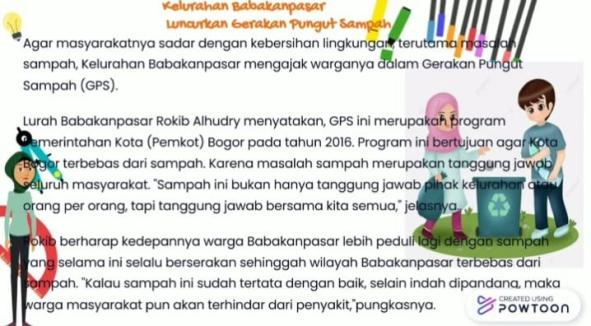 Kelurahan Babakanpasar
Luncurkan Gerakan Pungut Sampah
Agar masyarakatnya sadar dengan kebersihan lingkungan, terutama masalah
sampah, Kelurahan Babakanpasar mengajak warganya dalam Gerakan Pungut
Sampah (GPS).
Lurah Babakanpasar Rokib Alhudry menyatakan, GPS ini merupakan program
Pemerintahan Kota (Pemkot) Bogor pada tahun 2016. Program ini bertujuan agar Kota
Bogor terbebas dari sampah. Karena masalah sampah merupakan tanggung jawab
seluruh masyarakat. "Sampah ini bukan hanya tanggung jawab pihak kelurahan atau
orang per orang, tapi tanggung jawab bersama kita semua," jelasnya.
Rokib berharap kedepannya warga Babakanpasar lebih peduli lagi dengan sampah
yang selama ini selalu berserakan sehinggah wilayah Babakanpasar terbebas dari
sampah. "Kalau sampah ini sudah tertata dengan baik, selain indah dipandang, maka
warga masyarakat pun akan terhindar dari penyakit,"pungkasnya.
CREATED USING
POWTOON